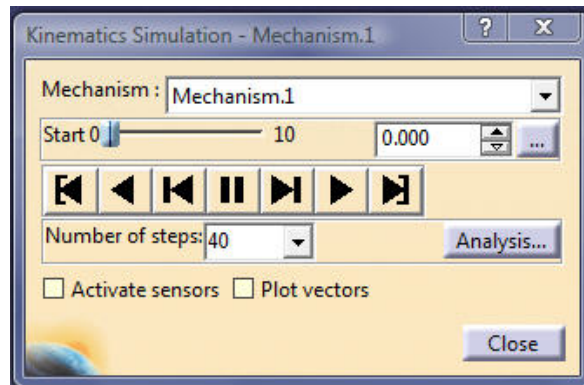 Kinematics Simulation - Mechanism.1 ? X
Mechanism : Mechanism.1
Start 0 10 0.000 ...
Number of steps: 40 Analysis...
Activate sensors Plot vectors
Close